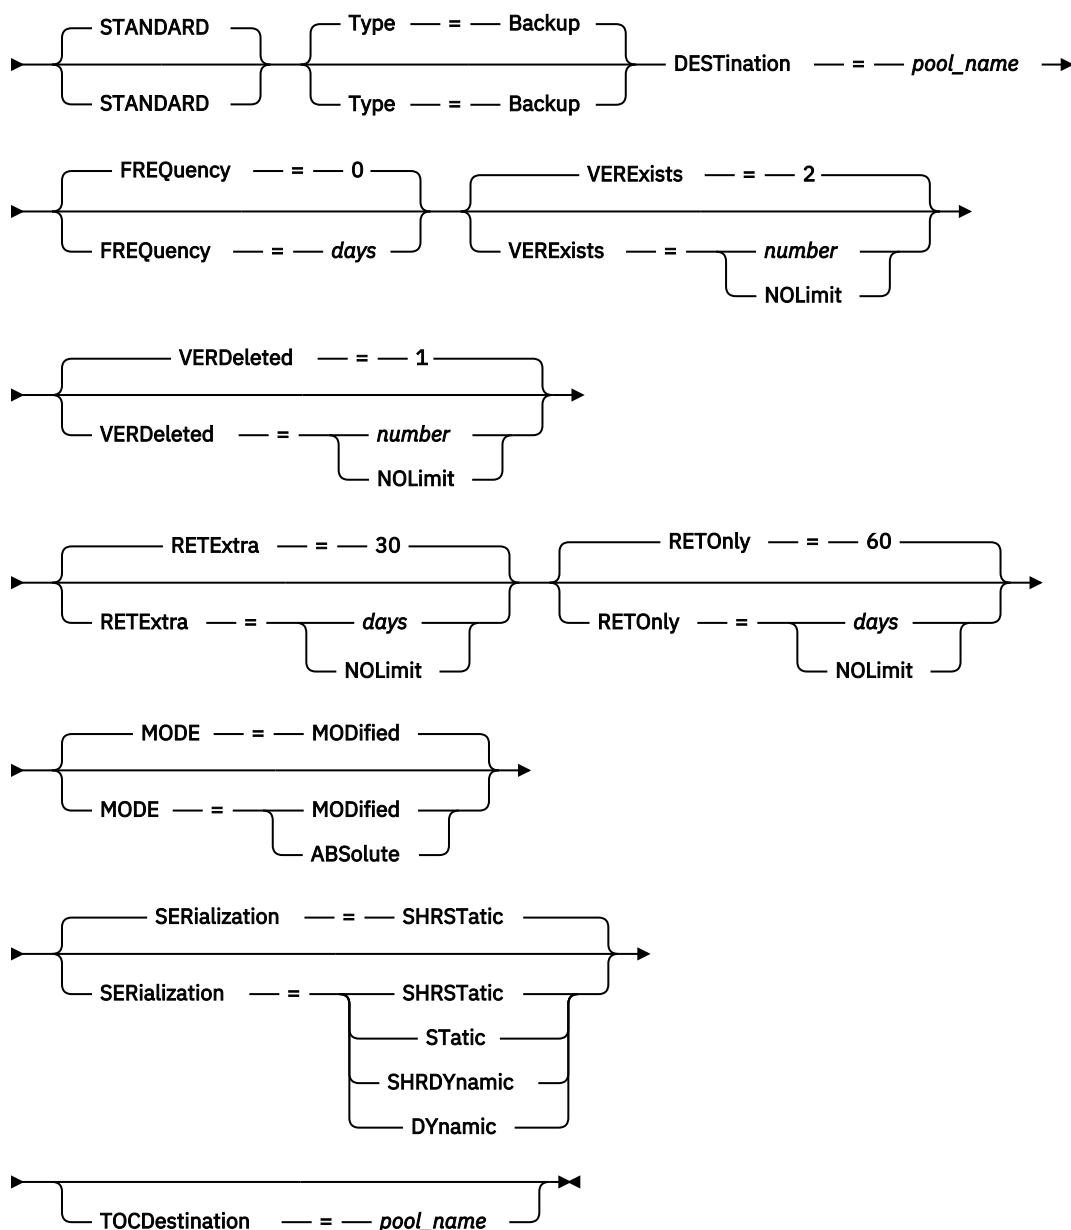 STANDARD
Type = Backup
DESTination = pool_name
STANDARD
Type = Backup
FREQuency = 0
VERExists = 2
FREQuency = days
VERExists = number
NOLimit
VERDeleted = 1
VERDeleted = number
NOLimit
RETExtra = 30
RETOnly = 60
RETExtra = days
RETOnly = days
NOLimit
NOLimit
MODE = MODified
MODE = MODified
ABSolute
SERialization = SHRSTatic
SERialization = SHRSTatic
STatic
SHRDYnamic
DYnamic
TOCDestination = pool_name